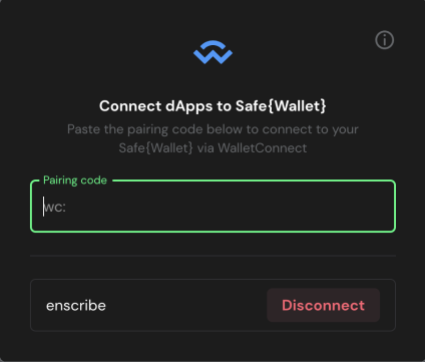 Connect dApps to Safe{Wallet}
Paste the pairing code below to connect to your
Safe{Wallet} via WalletConnect
Pairing code
wc:
enscribe
Disconnect